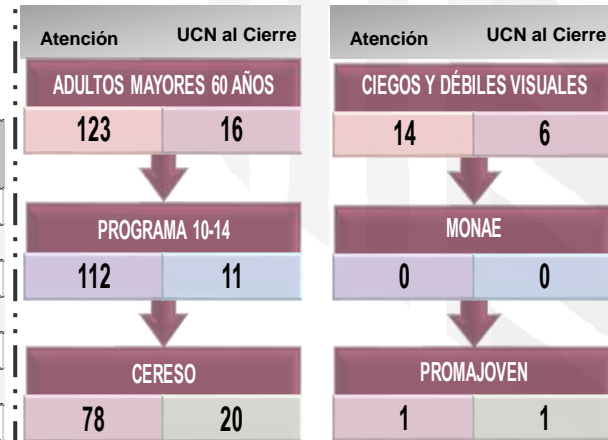 Atención UCN al Cierre
ADULTOS MAYORES 60 AÑOS
123 16
PROGRAMA 10-14
112 11
CERESO
78 20
Atención UCN al Cierre
CIEGOS Y DÉBILES VISUALES
14 6
MONAE
0 0
PROMAJOVEN
1 1